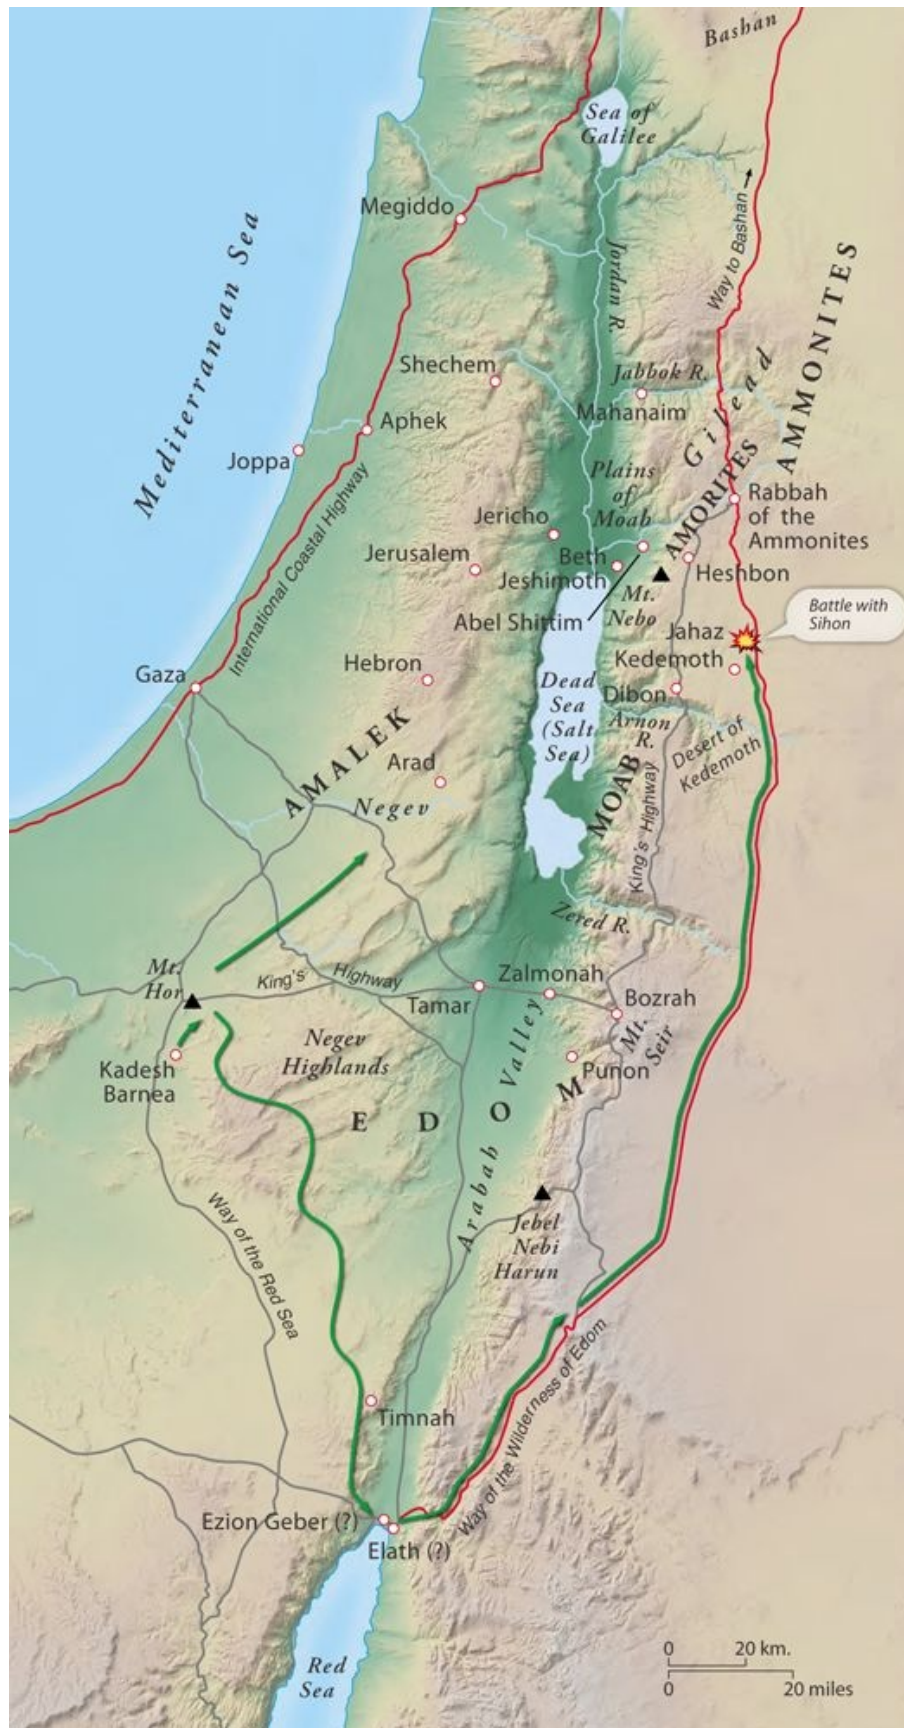 Bashan
Sea of
Galilee
Megiddo
Mediterranean Sea
Jordan R.
Way to Bashan
AMMONITES
Shechem
Jabbok R.
Mahanaim
Gilead
Aphek
Joppa
International Coastal Highway
Plains
of
Moab
AMORITES
Rabbah
of the
Ammonites
Jericho
Jerusalem
Beth
Jeshimoth
Heshbon
Mt.
Nebo
Abel Shittim
Battle with
Sihon
Jahaz
Kedemoth
Hebron
Gaza
Dead
Sea
(Salt
Sea)
Dibon
Arnon
R.
Desert of
Kedemoth
AMALEK
Arad
Negev
MOAB
King's Highway
Zered R.
Mt.
Hor
King's Highway
Zalmonah
Tamar
Bozrah
Mt.
Seir
Negev
Highlands
Punon
Kadesh
Barnea
EDOM
Arabah Valley
Way of the Red Sea
Jebel
Nebi
Harun
Way of the Wilderness of Edom
Timnah
Ezion Geber (?)
Elath (?)
Red
Sea
0 20 km.
0 20 miles